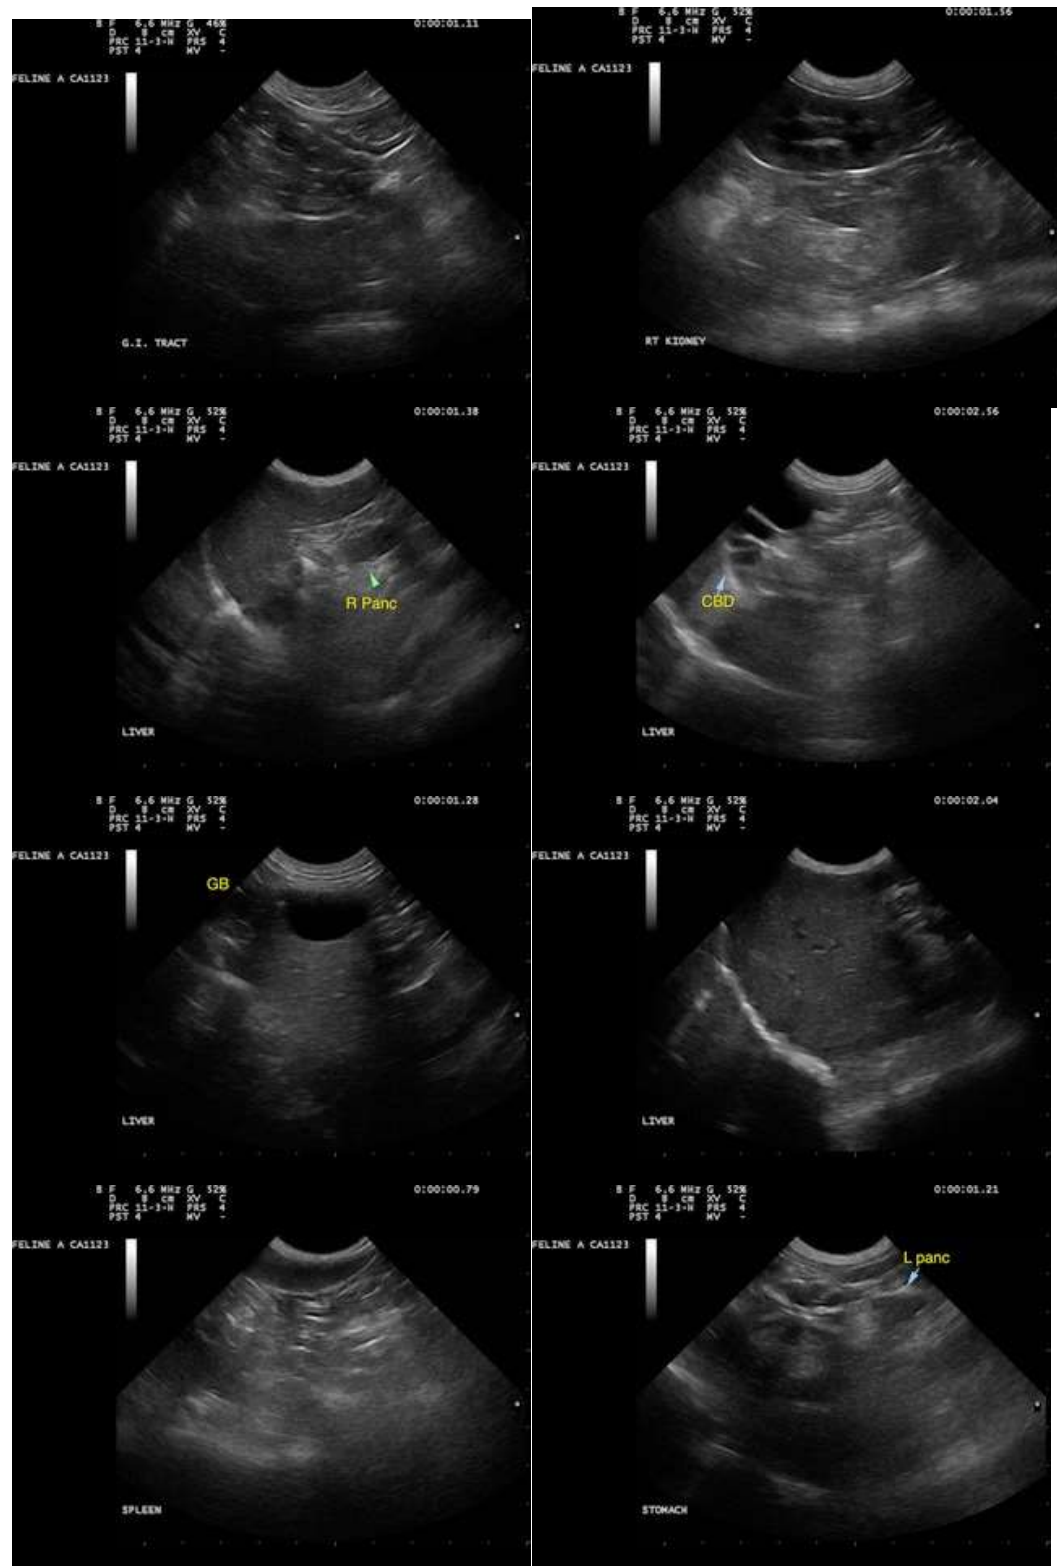 B F 6.6 MHz G 46%
D 8 cm XV C
PRC 11-3-H PRS 4
PST 4 MV -
0:00:01.11
FELINE A CA1123
G.I. TRACT
B F 6.6 MHz G 52%
D 8 cm XV C
PRC 11-3-H PRS 4
PST 4 MV -
0:00:01.56
FELINE A CA1123
RT KIDNEY
B F 6.6 MHz G 52%
D 8 cm XV C
PRC 11-3-H PRS 4
PST 4 MV -
0:00:01.38
FELINE A CA1123
R Panc
LIVER
B F 6.6 MHz G 52%
D 8 cm XV C
PRC 11-3-H PRS 4
PST 4 MV -
0:00:02.56
FELINE A CA1123
CBD
LIVER
B F 6.6 MHz G 52%
D 8 cm XV C
PRC 11-3-H PRS 4
PST 4 MV -
0:00:01.28
FELINE A CA1123
GB
LIVER
B F 6.6 MHz G 52%
D 8 cm XV C
PRC 11-3-H PRS 4
PST 4 MV -
0:00:02.04
FELINE A CA1123
LIVER
B F 6.6 MHz G 52%
D 8 cm XV C
PRC 11-3-H PRS 4
PST 4 MV -
0:00:00.79
FELINE A CA1123
SPLEEN
B F 6.6 MHz G 52%
D 8 cm XV C
PRC 11-3-H PRS 4
PST 4 MV -
0:00:01.21
FELINE A CA1123
L panc
STOMACH